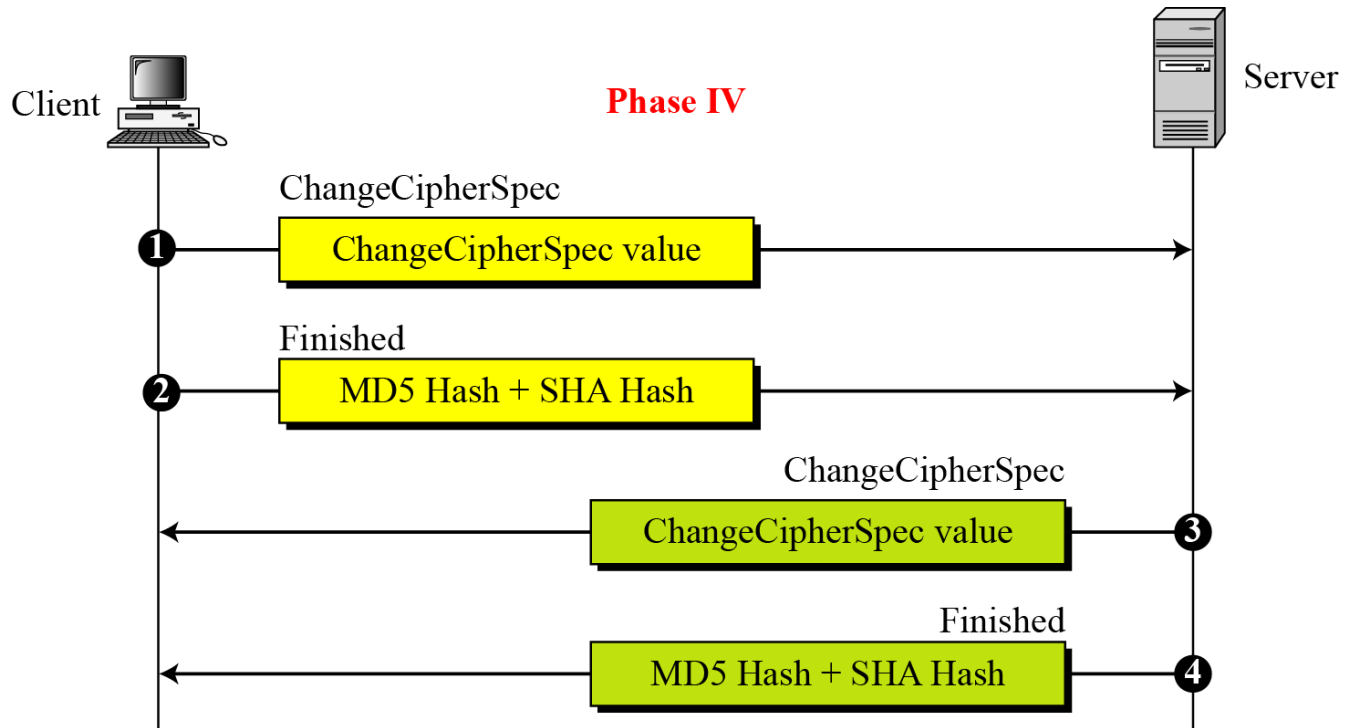 Client
Phase IV
Server
ChangeCipherSpec
1
ChangeCipherSpec value
Finished
2
MD5 Hash + SHA Hash
ChangeCipherSpec
ChangeCipherSpec value
3
Finished
MD5 Hash + SHA Hash
4